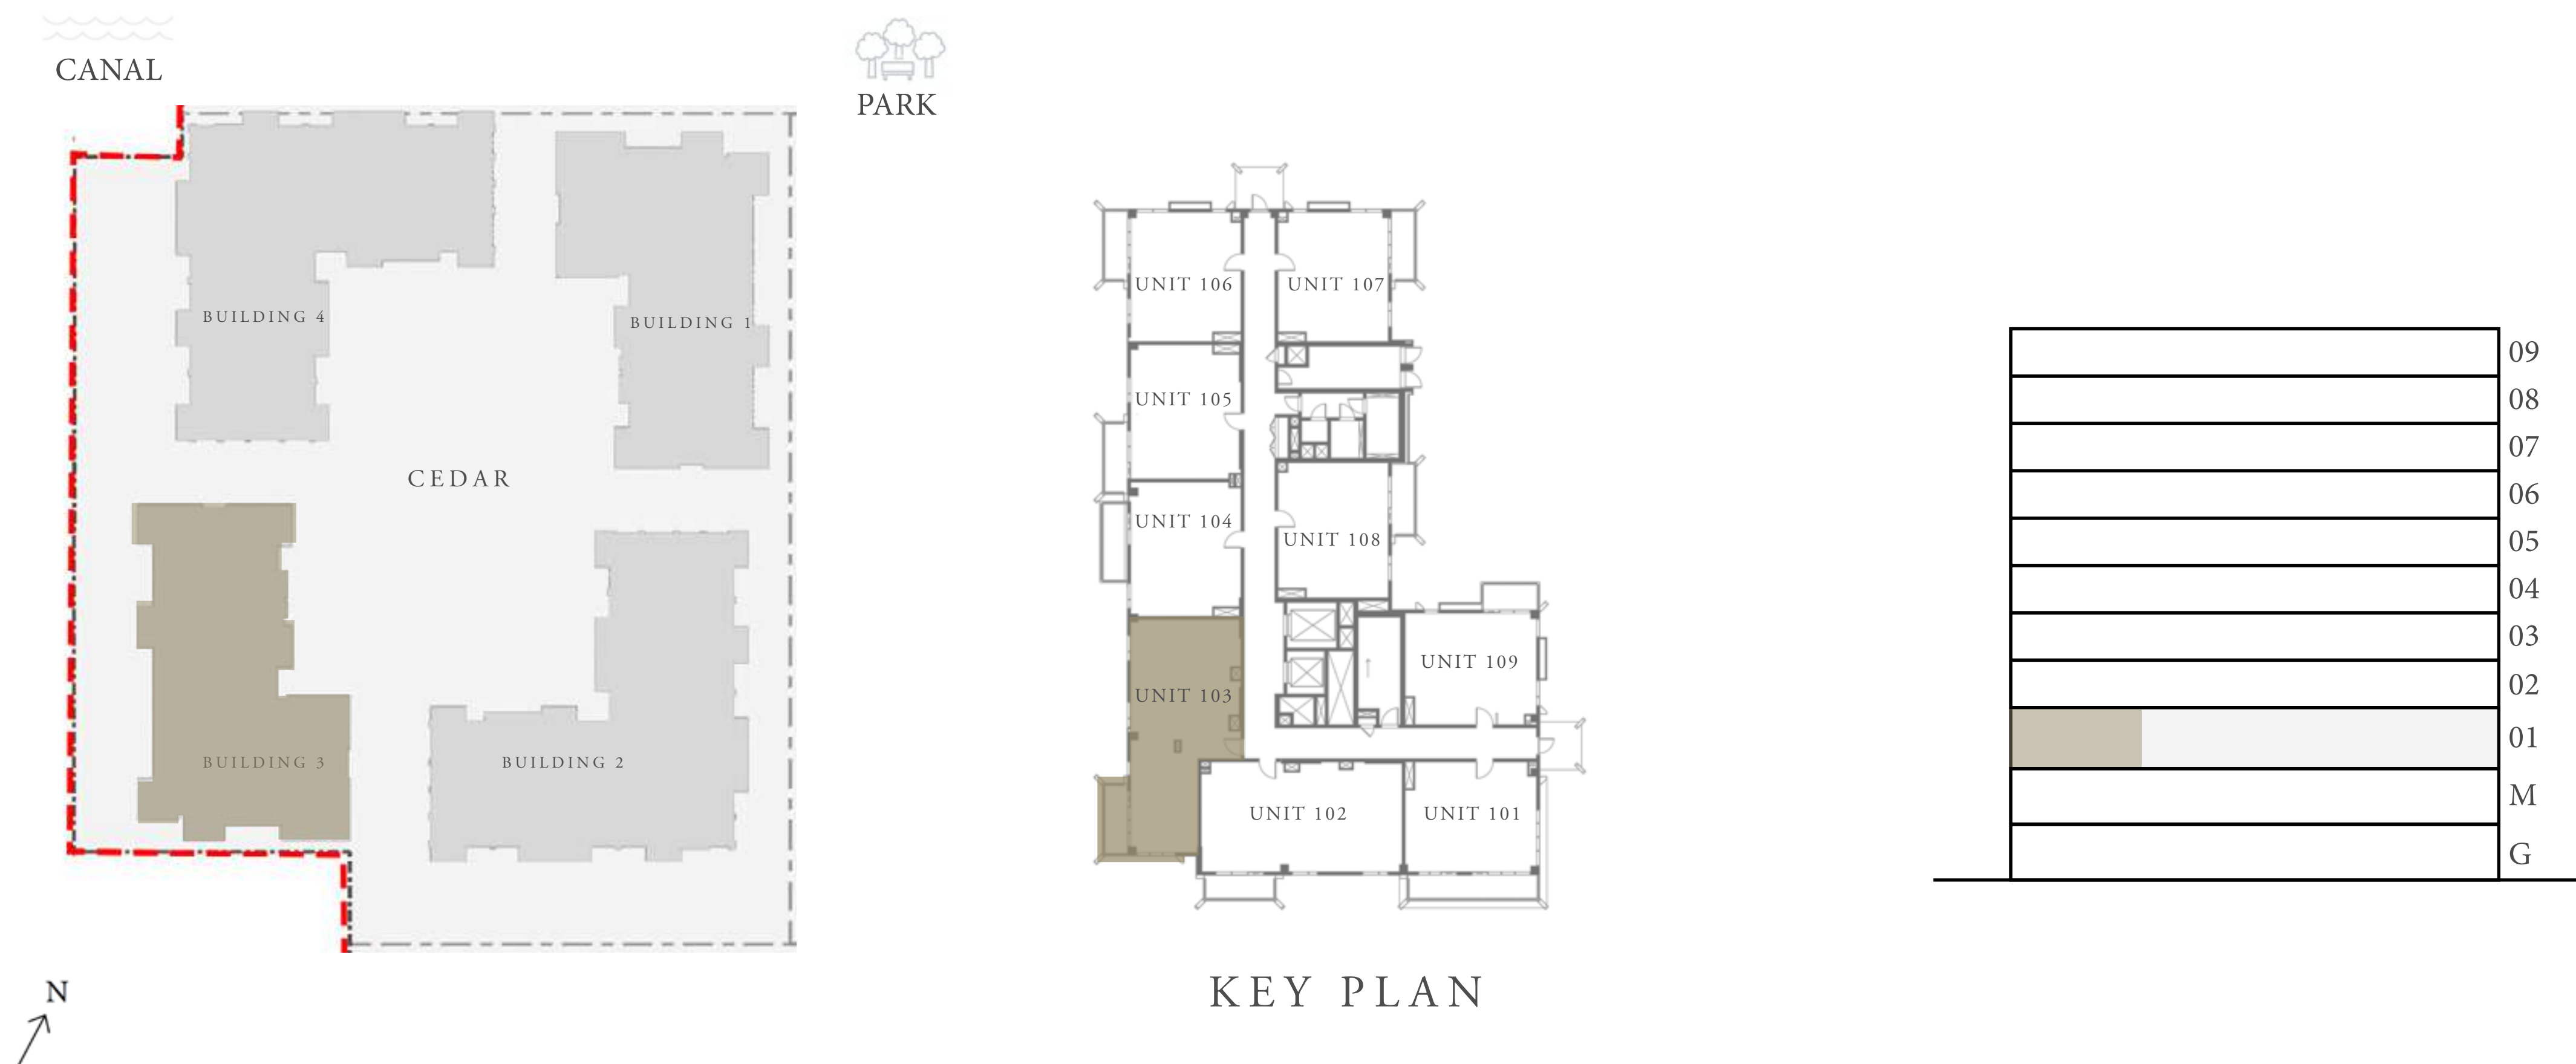 CANAL
PARK
BUILDING 4
BUILDING 1
CEDAR
BUILDING 3
BUILDING 2
N
UNIT 106
UNIT 107
UNIT 105
UNIT 104
UNIT 108
UNIT 109
UNIT 103
UNIT 102
UNIT 101
KEY PLAN
09
08
07
06
05
04
03
02
01
M
G